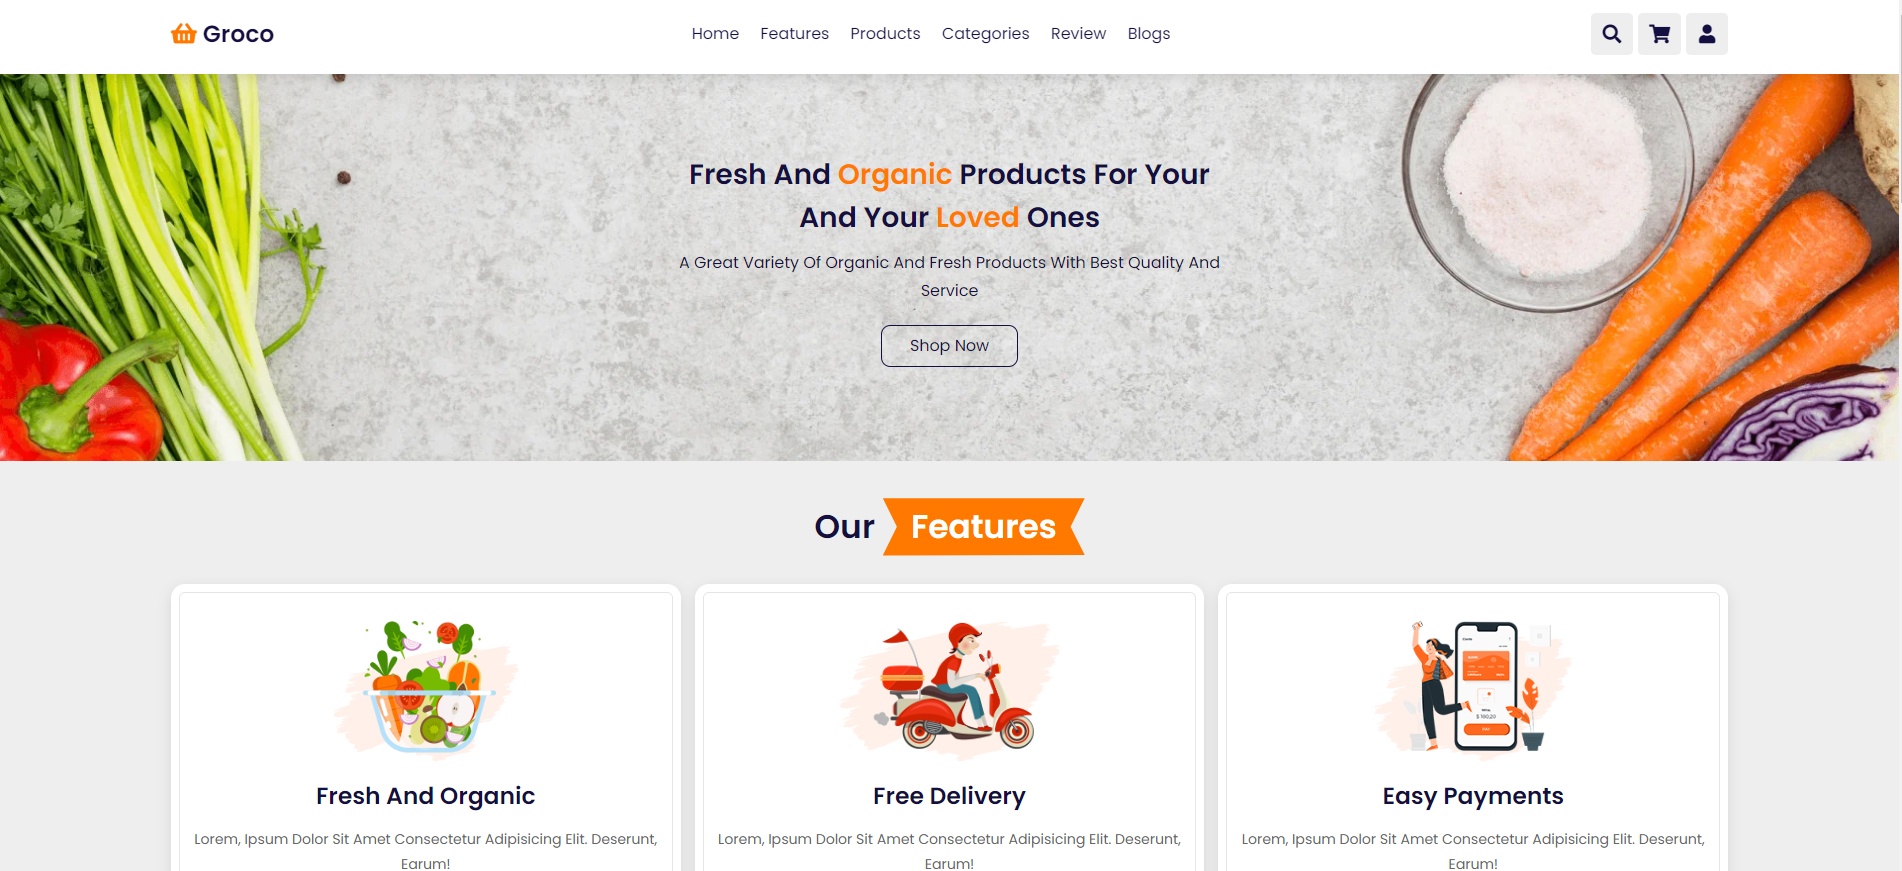 Groco
Home Features Products Categories Review Blogs
Fresh And Organic Products For Your
And Your Loved Ones
A Great Variety Of Organic And Fresh Products With Best Quality And
Service
Shop Now
Our Features
Fresh And Organic
Lorem, Ipsum Dolor Sit Amet Consectetur Adipisicing Elit. Deserunt,
Earum!
Free Delivery
Lorem, Ipsum Dolor Sit Amet Consectetur Adipisicing Elit. Deserunt,
Earum!
$ 190.20
PAY
Easy Payments
Lorem, Ipsum Dolor Sit Amet Consectetur Adipisicing Elit. Deserunt,
Earum!